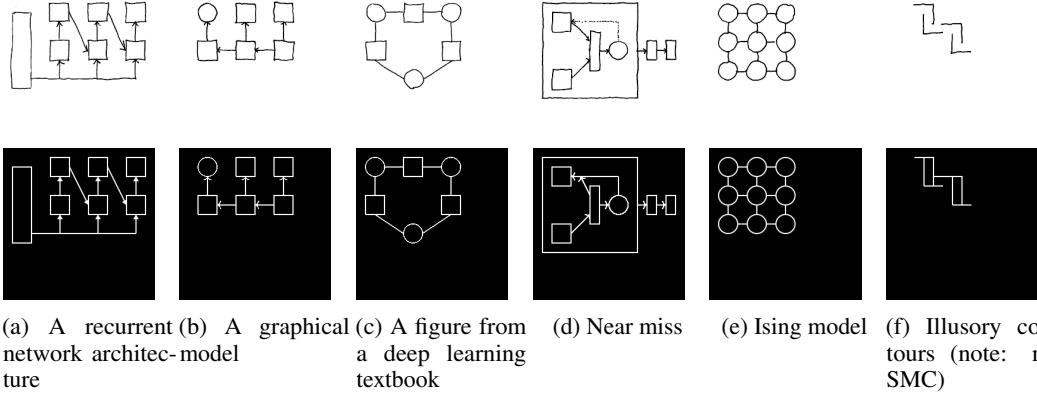 (a) A recurrent
network architec-
ture
(b) A graphical
model
(c) A figure from
a deep learning
textbook
(d) Near miss
(e) Ising model
(f) Illusory
tours (note:
SMC)